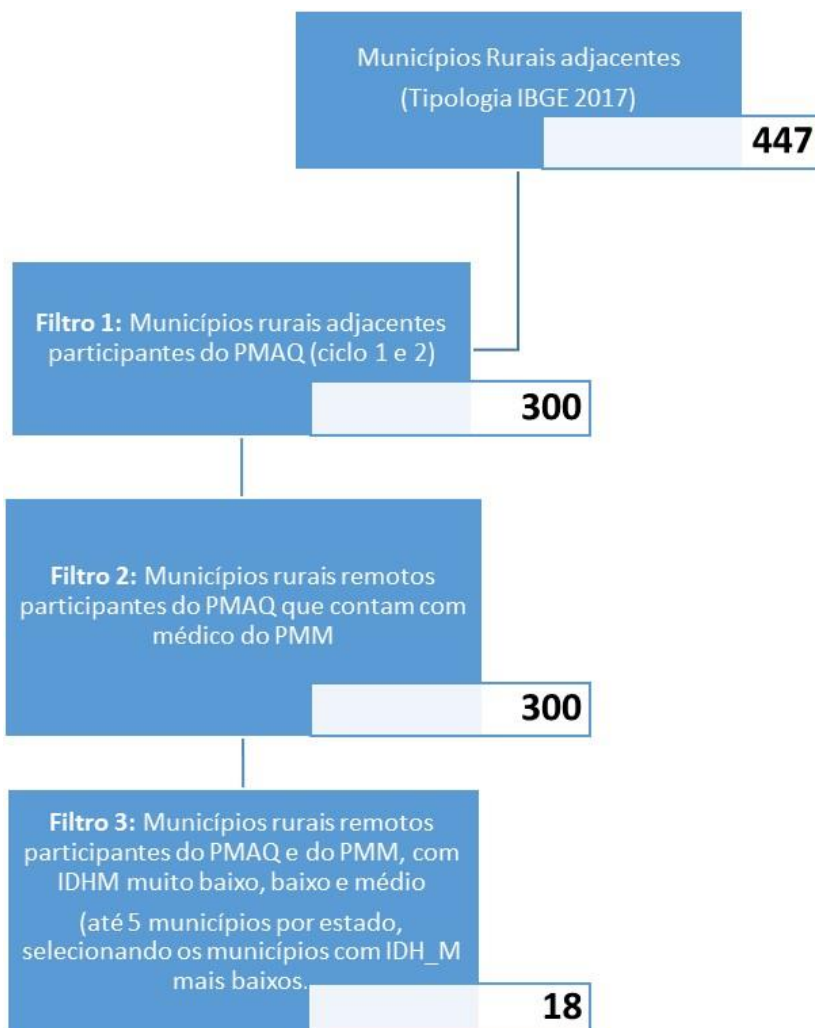 Municípios Rurais adjacentes
(Tipologia IBGE 2017)
447
Filtro 1: Municípios rurais adjacentes
participantes do PMAQ (ciclo 1 e 2)
300
Filtro 2: Municípios rurais remotos
participantes do PMAQ que contam com
médico do PMM
300
Filtro 3: Municípios rurais remotos
participantes do PMAQ e do PMM, com
IDHM muito baixo, baixo e médio
(até 5 municípios por estado,
selecionando os municípios com IDH_M
mais baixos.
18